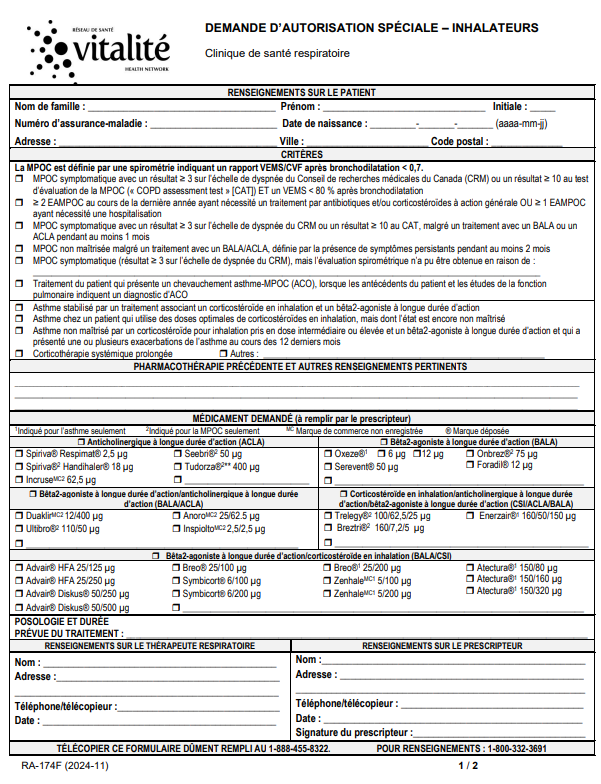 RÉSEAU DE SANTÉ
vitalité
HEALTH NETWORK
DEMANDE D'AUTORISATION SPÉCIALE – INHALATEURS
Clinique de santé respiratoire
RENSEIGNEMENTS SUR LE PATIENT
Nom de famille : Prénom : Initiale :
Numéro d'assurance-maladie : Date de naissance : - - (aaaa-mm-jj)
Adresse : Ville : Code postal :
CRITÈRES
La MPOC est définie par une spirométrie indiquant un rapport VEMS/CVF après bronchodilatation < 0,7.
☐ MPOC symptomatique avec un résultat ≥ 3 sur l'échelle de dyspnée du Conseil de recherches médicales du Canada (CRM) ou un résultat ≥ 10 au test
d'évaluation de la MPOC (« COPD assessment test » [CAT]) ET un VEMS < 80 % après bronchodilatation
☐ ≥ 2 EAMPOC au cours de la dernière année ayant nécessité un traitement par antibiotiques et/ou corticostéroïdes à action générale OU ≥ 1 EAMPOC
ayant nécessité une hospitalisation
☐ MPOC symptomatique avec un résultat ≥ 3 sur l'échelle de dyspnée du CRM ou un résultat ≥ 10 au CAT, malgré un traitement avec un BALA ou un
ACLA pendant au moins 1 mois
☐ MPOC non maîtrisée malgré un traitement avec un BALA/ACLA, définie par la présence de symptômes persistants pendant au moins 2 mois
☐ MPOC symptomatique (résultat ≥ 3 sur l'échelle de dyspnée du CRM), mais l'évaluation spirométrique n'a pu être obtenue en raison de :
☐ Traitement du patient qui présente un chevauchement asthme-MPOC (ACO), lorsque les antécédents du patient et les études de la fonction
pulmonaire indiquent un diagnostic d'ACO
☐ Asthme stabilisé par un traitement associant un corticostéroïde en inhalation et un bêta2-agoniste à longue durée d'action
☐ Asthme chez un patient qui utilise des doses optimales de corticostéroïdes en inhalation, mais dont l'état est encore non maîtrisé
☐ Asthme non maîtrisé par un corticostéroïde pour inhalation pris en dose intermédiaire ou élevée et un bêta2-agoniste à longue durée d'action et qui a
présenté une ou plusieurs exacerbations de l'asthme au cours des 12 derniers mois
☐ Corticothérapie systémique prolongée ☐ Autres :
PHARMACOTHÉRAPIE PRÉCÉDENTE ET AUTRES RENSEIGNEMENTS PERTINENTS
MÉDICAMENT DEMANDÉ (à remplir par le prescripteur)
¹Indiqué pour l'asthme seulement ²Indiqué pour la MPOC seulement MC Marque de commerce non enregistrée ® Marque déposée
☐ Anticholinergique à longue durée d'action (ACLA) ☐ Bêta2-agoniste à longue durée d'action (BALA)
☐ Spiriva® Respimat® 2,5 µg ☐ Seebri®² 50 µg ☐ Oxeze®¹ ☐ 6 µg ☐ 12 µg ☐ Onbrez®² 75 µg
☐ Spiriva®² Handihaler® 18 µg ☐ Tudorza®²** 400 µg ☐ Serevent® 50 µg ☐ Foradil® 12 µg
☐ Incruse MC2 62,5 µg ☐ ☐
☐ Bêta2-agoniste à longue durée d'action/anticholinergique à longue durée
d'action (BALA/ACLA)
☐ Corticostéroïde en inhalation/anticholinergique à longue durée
d'action/bêta2-agoniste à longue durée d'action (CSI/ACLA/BALA)
☐ Duaklir MC2 12/400 µg ☐ Anoro MC2 25/62.5 µg ☐ Trelegy®² 100/62,5/25 µg ☐ Enerzair®¹ 160/50/150 µg
☐ Ultibro®² 110/50 µg ☐ Inspiolto MC2 2,5/2,5 µg ☐ Breztri®² 160/7,2/5 µg
☐ ☐
☐ Bêta2-agoniste à longue durée d'action/corticostéroïde en inhalation (BALA/CSI)
☐ Advair® HFA 25/125 µg ☐ Breo® 25/100 µg ☐ Breo®¹ 25/200 µg ☐ Atectura®¹ 150/80 µg
☐ Advair® HFA 25/250 µg ☐ Symbicort® 6/100 µg ☐ Zenhale MC1 5/100 µg ☐ Atectura®¹ 150/160 µg
☐ Advair® Diskus® 50/250 µg ☐ Symbicort® 6/200 µg ☐ Zenhale MC1 5/200 µg ☐ Atectura®¹ 150/320 µg
☐ Advair® Diskus® 50/500 µg ☐
POSOLOGIE ET DURÉE
PRÉVUE DU TRAITEMENT :
RENSEIGNEMENTS SUR LE THÉRAPEUTE RESPIRATOIRE RENSEIGNEMENTS SUR LE PRESCRIPTEUR
Nom : Nom :
Adresse : Adresse :
Téléphone/télécopieur : Téléphone/télécopieur :
Date : Date :
Signature du prescripteur :
TÉLÉCOPIER CE FORMULAIRE DÛMENT REMPLI AU 1-888-455-8322. POUR RENSEIGNEMENTS : 1-800-332-3691
RA-174F (2024-11) 1 / 2